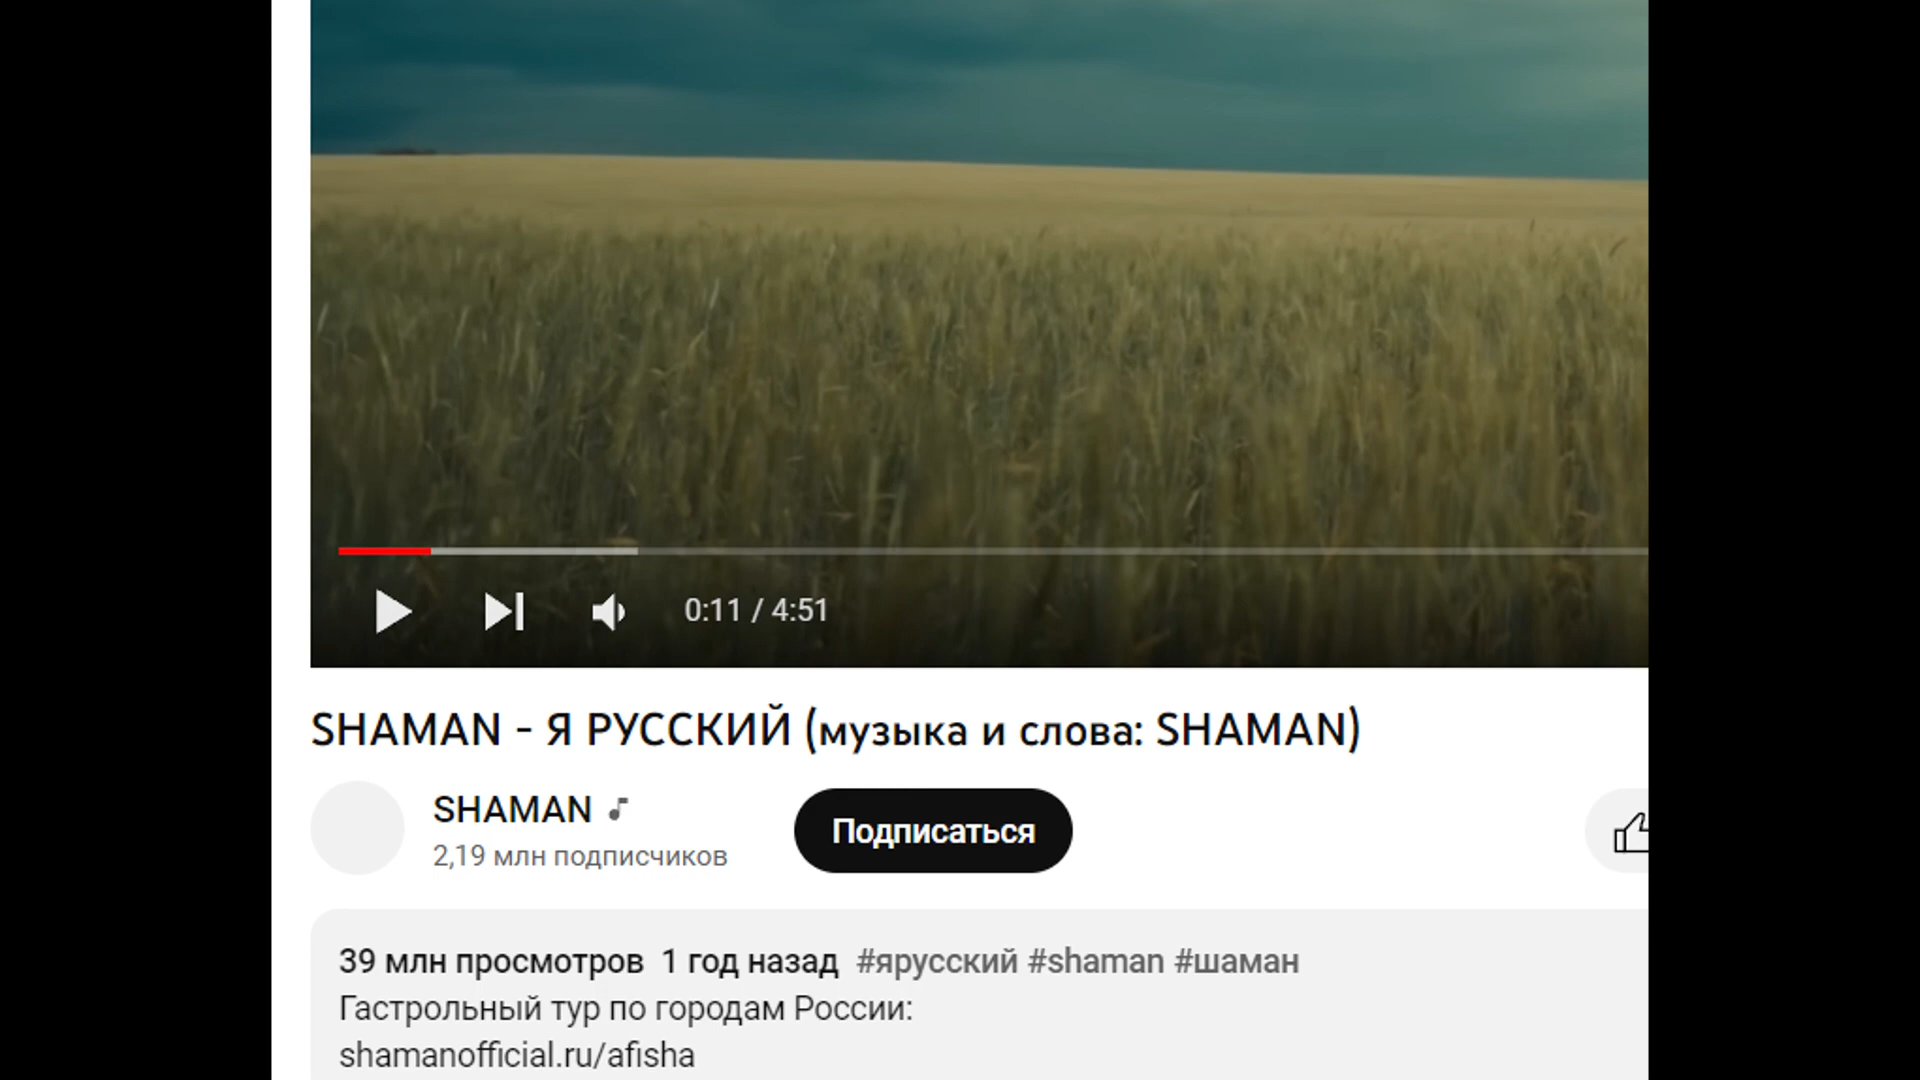 0:11 / 4:51
SHAMAN - Я РУССКИЙ (музыка и слова: SHAMAN)
SHAMAN
2,19 млн подписчиков
Подписаться
39 млн просмотров 1 год назад #ярусский #shaman #шаман
Гастрольный тур по городам России:
shamanofficial.ru/afisha